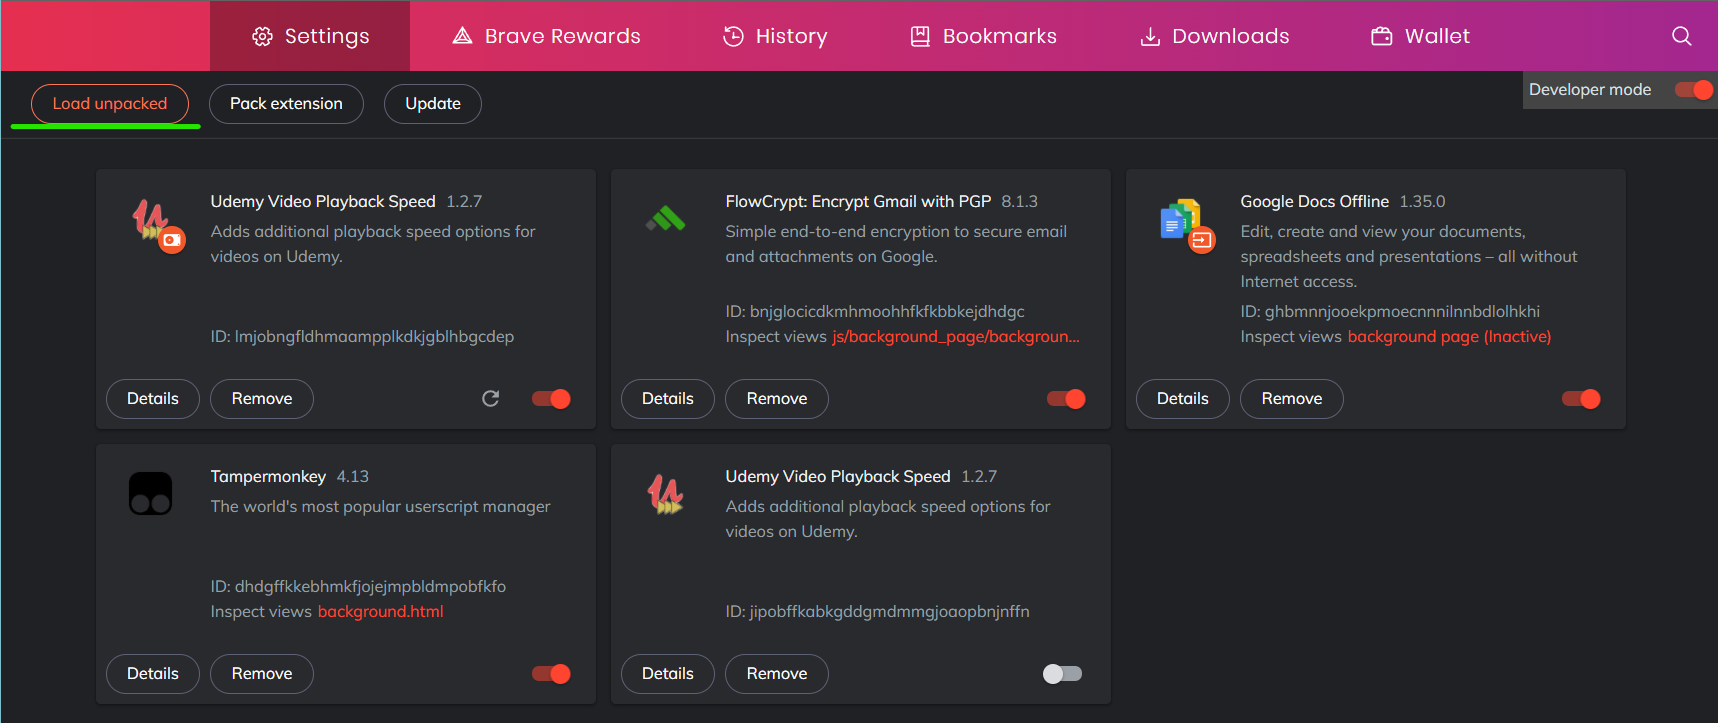 Settings
Brave Rewards
History
Bookmarks
Downloads
Wallet
Load unpacked
Pack extension
Update
Developer mode
Udemy Video Playback Speed 1.2.7
Adds additional playback speed options for
videos on Udemy.
ID: lmjobngfldhmaampplkdkjgblhbgcdep
Details
Remove
FlowCrypt: Encrypt Gmail with PGP 8.1.3
Simple end-to-end encryption to secure email
and attachments on Google.
ID: bnjglocicdkmhmoohhfkfkbbkejdhdgc
Inspect views js/background_page/backgroun...
Details
Remove
Google Docs Offline 1.35.0
Edit, create and view your documents,
spreadsheets and presentations – all without
Internet access.
ID: ghbmnnjooekpmoecnnnilnnbdlolhkhi
Inspect views background page (Inactive)
Details
Remove
Tampermonkey 4.13
The world's most popular userscript manager
ID: dhdgffkkebhmkfjojejmpbldmpobfkfo
Inspect views background.html
Details
Remove
Udemy Video Playback Speed 1.2.7
Adds additional playback speed options for
videos on Udemy.
ID: jipobffkabkgddgmdmmgjoaopbnjnffn
Details
Remove